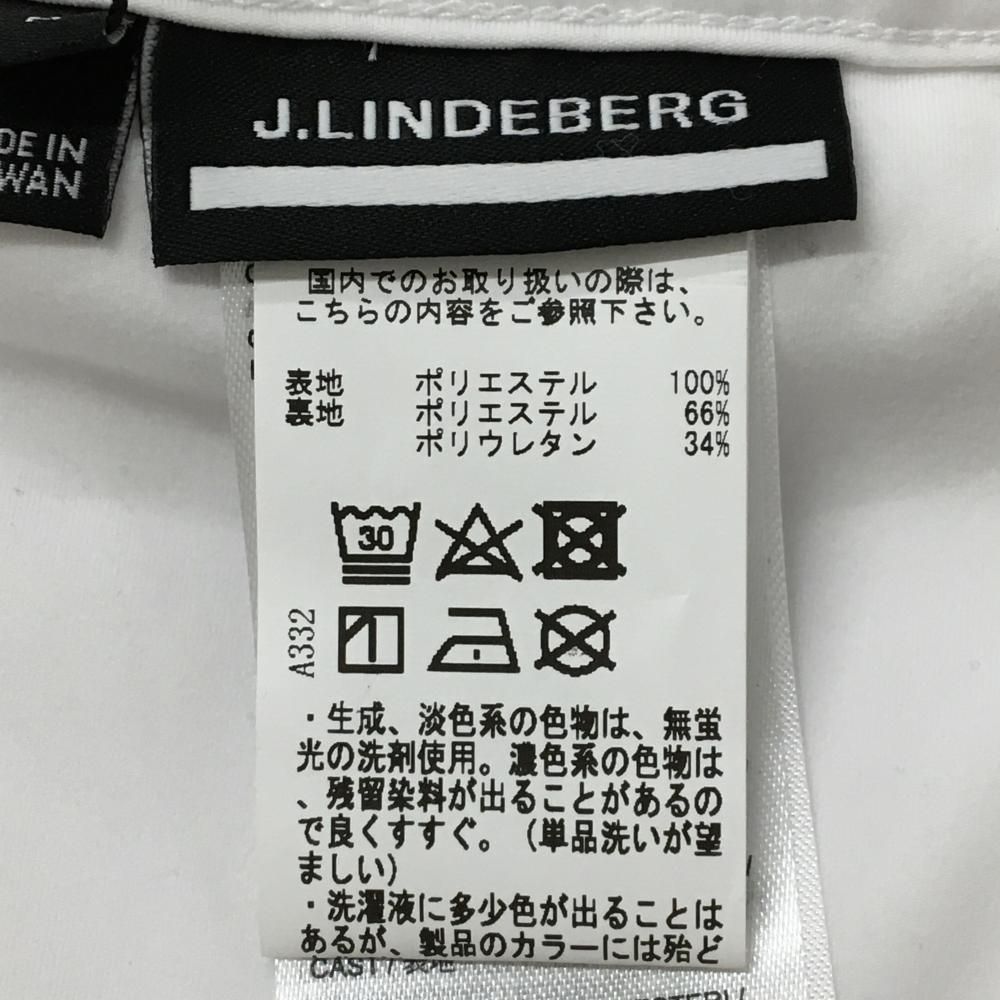 DE IN
WAN
J.LINDEBERG
国内でのお取り扱いの際は、
こちらの内容をご参照下さい。
表地 ポリエステル 100%
裏地 ポリエステル 66%
ポリウレタン 34%
30
A332
・生成、淡色系の色物は、無蛍
光の洗剤使用。濃色系の色物は
、残留染料が出ることがあるの
で良くすすぐ。（単品洗いが望
ましい）
・洗濯液に多少色が出ることは
あるが、製品のカラーには殆ど
CAST/表地